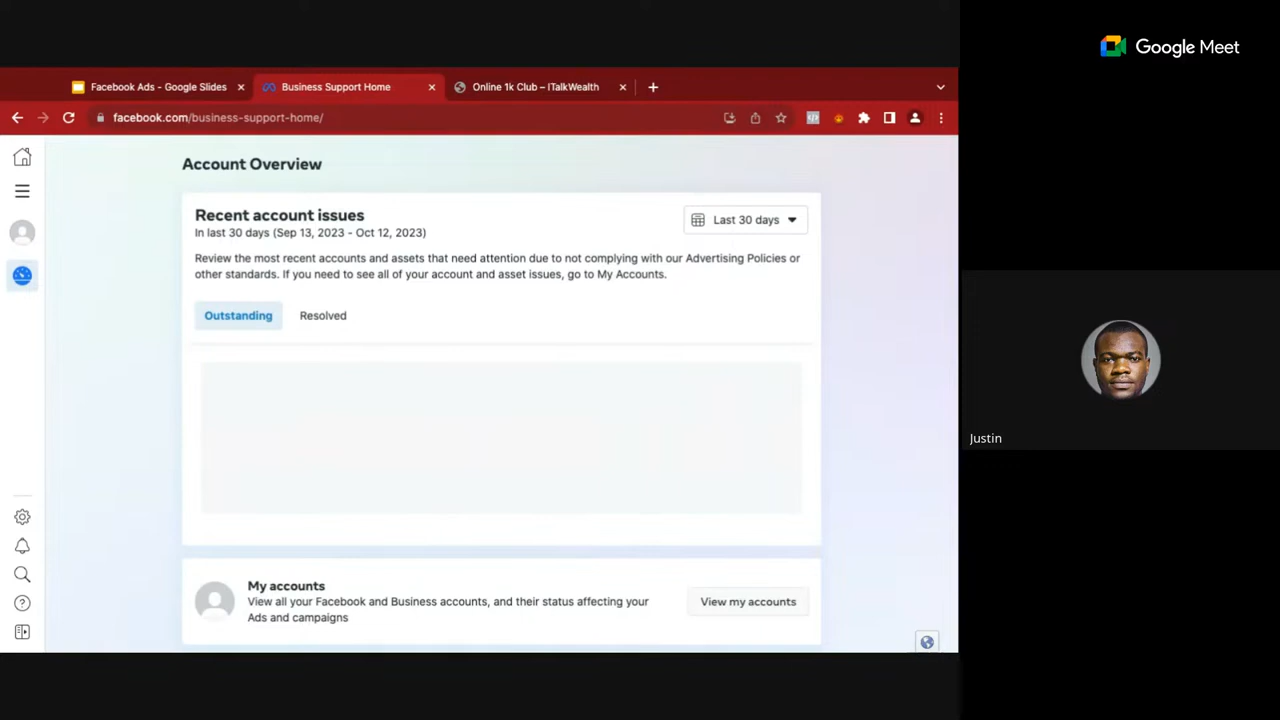 Google Meet
Facebook Ads - Google Slides
Business Support Home
Online 1k Club – ITalkWealth
facebook.com/business-support-home/
Account Overview
Recent account issues
Last 30 days
In last 30 days (Sep 13, 2023 - Oct 12, 2023)
Review the most recent accounts and assets that need attention due to not complying with our Advertising Policies or
other standards. If you need to see all of your account and asset issues, go to My Accounts.
Outstanding
Resolved
Justin
My accounts
View all your Facebook and Business accounts, and their status affecting your
Ads and campaigns
View my accounts